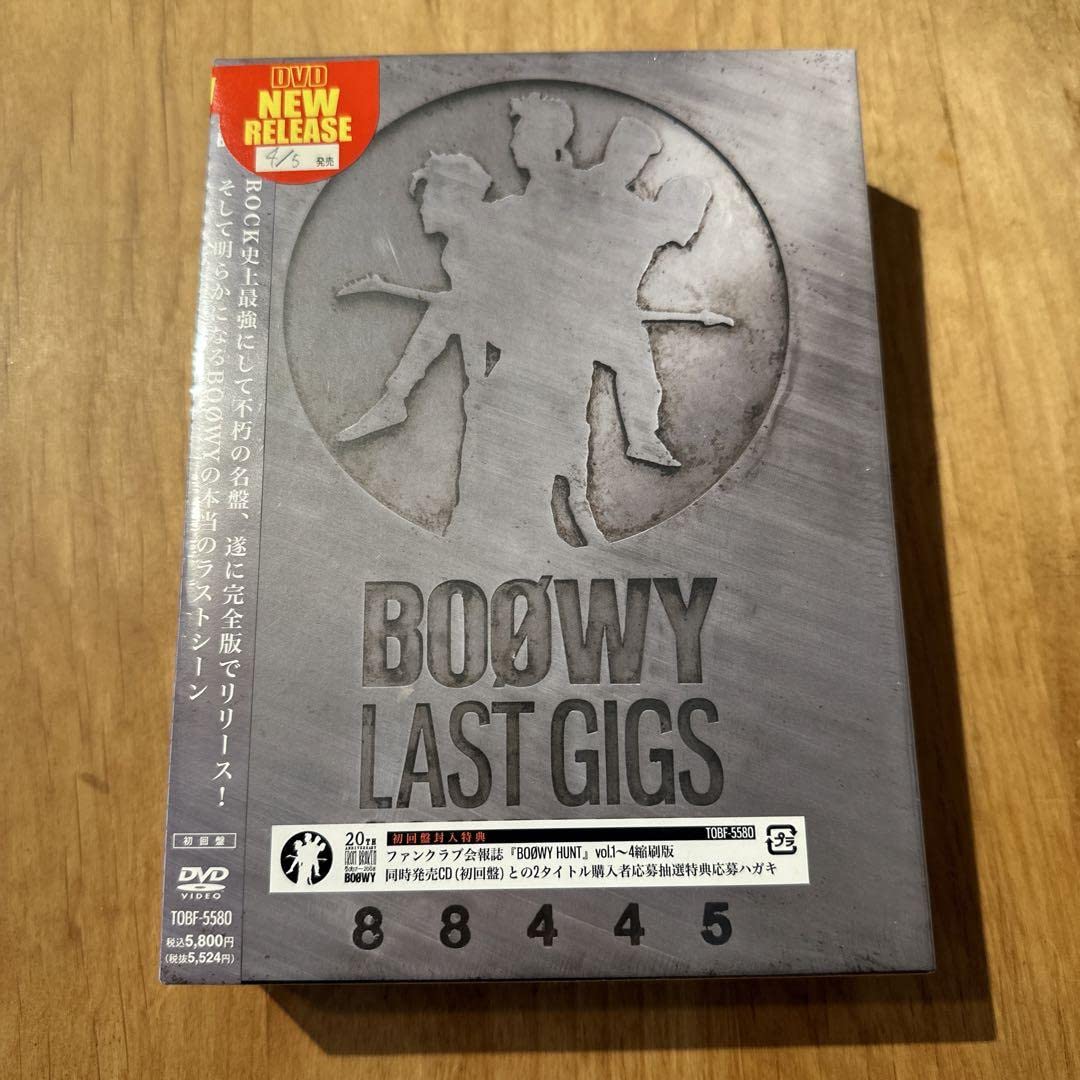 DVD
NEW
RELEASE
4/5 発売
ROCK史上最強にして不朽の名盤、遂に完全版でリリース!
そして明らかになるBOØWYの本当のラストシーン
BOØWY
LAST GIGS
20TH
ANNIVERSARY
BOØWY
初回盤封入特典
TOBF-5580
ファンクラブ会報誌『BOØWY HUNT』vol.1〜4縮刷版
同時発売CD(初回盤)との2タイトル購入者応募抽選特典応募ハガキ
プラ
88445
初回盤
DVD
VIDEO
TOBF-5580
税込5,800円
(税抜5,524円)